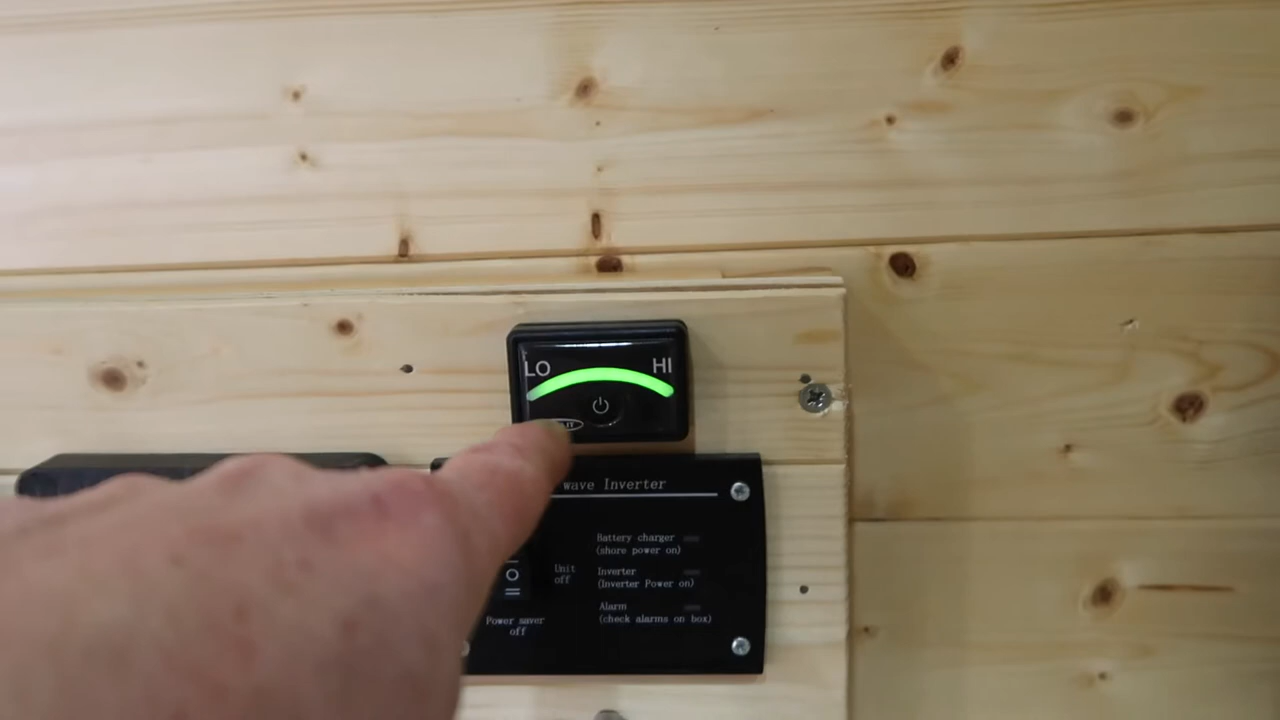 LO HI
wave Inverter
Battery charger
(shore power on)
Unit
off
Inverter
(Inverter Power on)
Alarm
(check alarms on box)
Power saver
off